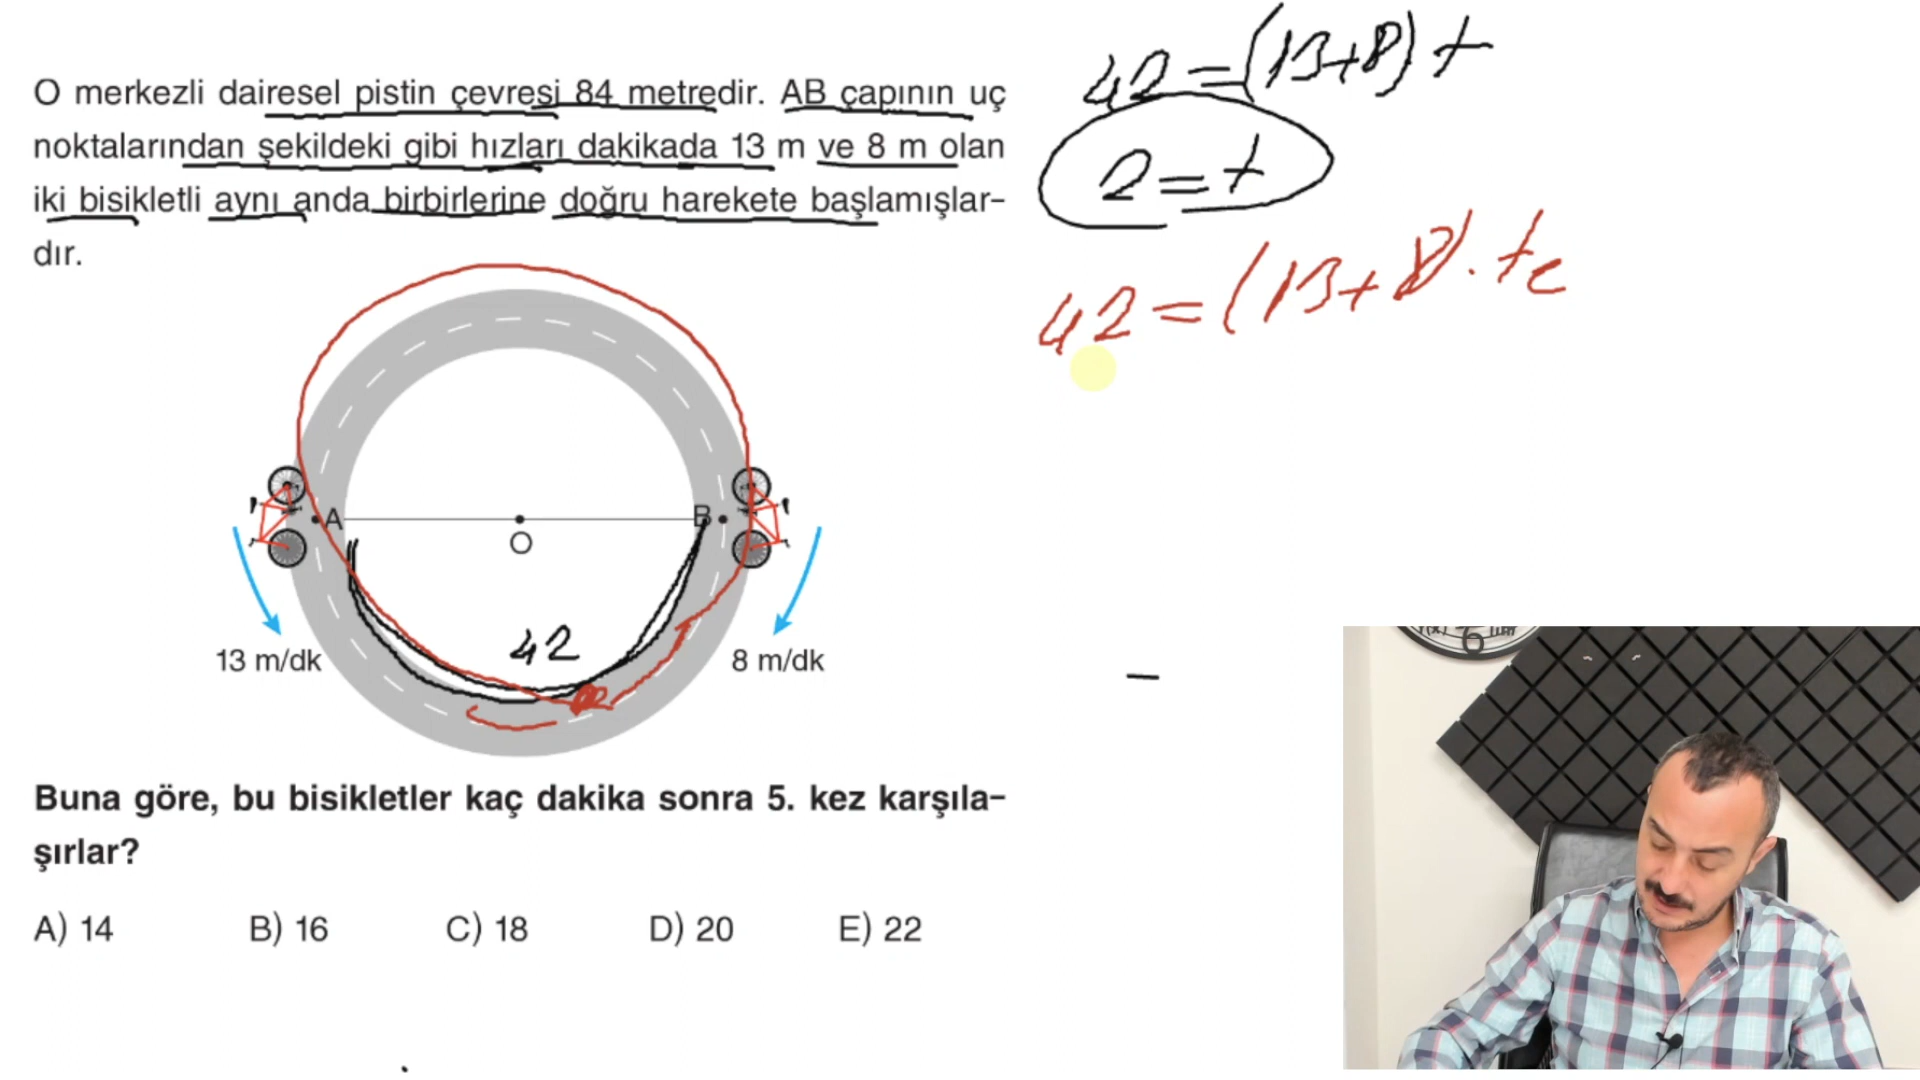 O merkezli dairesel pistin çevresi 84 metredir. AB çapının uç
noktalarından şekildeki gibi hızları dakikada 13 m ve 8 m olan
iki bisikletli aynı anda birbirlerine doğru harekete başlamışlar-
dır.
42=(13+8)t
2=t
42=(13+8).t
A
B
O
42
13 m/dk
8 m/dk
Buna göre, bu bisikletler kaç dakika sonra 5. kez karşıla-
şırlar?
A) 14 B) 16 C) 18 D) 20 E) 22
6